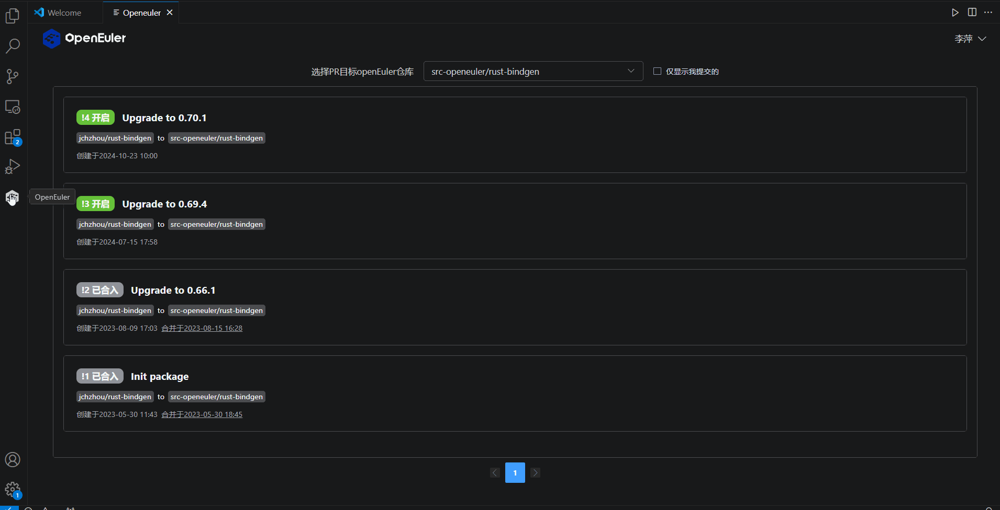 Welcome
Openeuler
OpenEuler
李萍
选择PR目标openEuler仓库
src-openeuler/rust-bindgen
仅显示我提交的
!4 开启 Upgrade to 0.70.1
jchzhou/rust-bindgen to src-openeuler/rust-bindgen
创建于2024-10-23 10:00
2
OpenEuler
!3 开启 Upgrade to 0.69.4
jchzhou/rust-bindgen to src-openeuler/rust-bindgen
创建于2024-07-15 17:58
!2 已合入 Upgrade to 0.66.1
jchzhou/rust-bindgen to src-openeuler/rust-bindgen
创建于2023-08-09 17:03 合并于2023-08-15 16:28
!1 已合入 Init package
jchzhou/rust-bindgen to src-openeuler/rust-bindgen
创建于2023-05-30 11:43 合并于2023-05-30 18:45
1
1